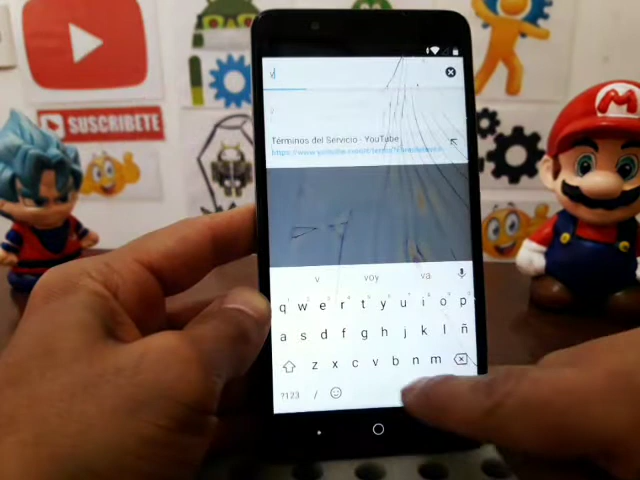 SUSCRIBETE
M
v
Términos del Servicio - YouTube
v voy va
q w e r t y u i o p
a s d f g h j k l ñ
z x c v b n m
?123 /